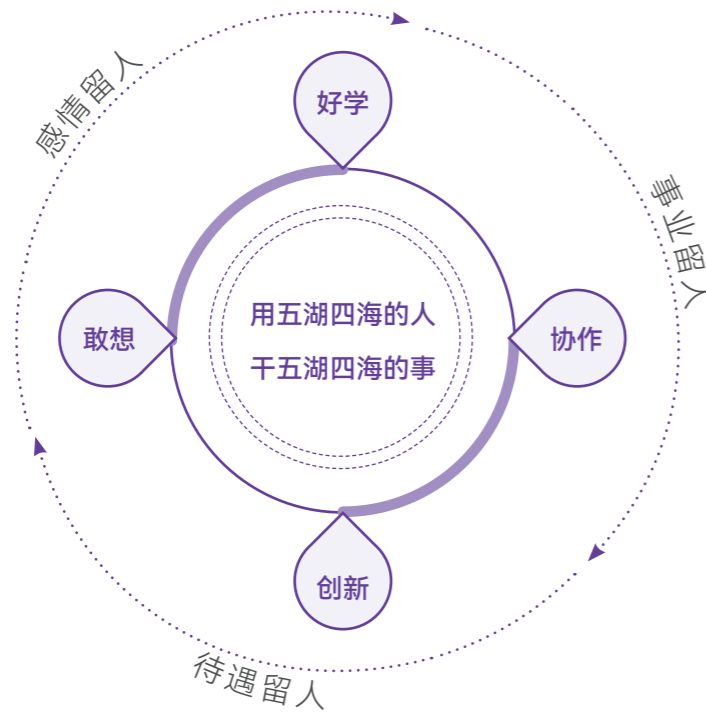 感情留人
好学
事业留人
用五湖四海的人
干五湖四海的事
敢想
协作
创新
待遇留人